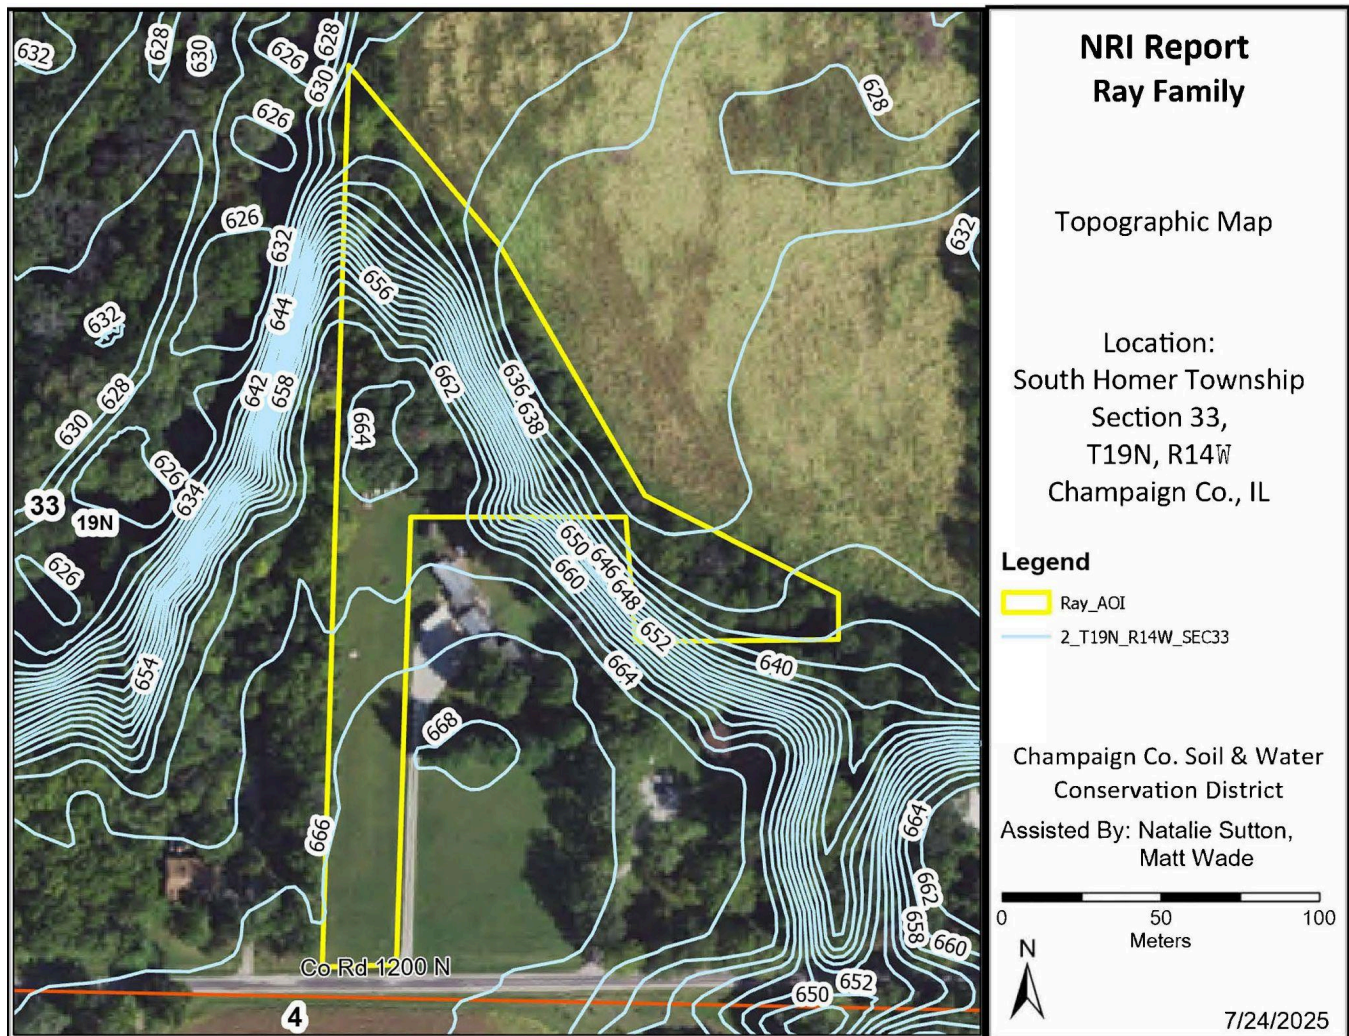 632
628
630
626
628
630
626
628
626
632
632
656
644
632
642
658
662
636
638
664
630
628
626
634
33
19N
626
650
646
660
648
652
654
664
640
668
666
664
662
658
660
Co Rd 1200 N
652
650
4
NRI Report
Ray Family
Topographic Map
Location:
South Homer Township
Section 33,
T19N, R14W
Champaign Co., IL
Legend
Ray_AOI
2_T19N_R14W_SEC33
Champaign Co. Soil & Water
Conservation District
Assisted By: Natalie Sutton,
Matt Wade
0 50 100
Meters
N
7/24/2025